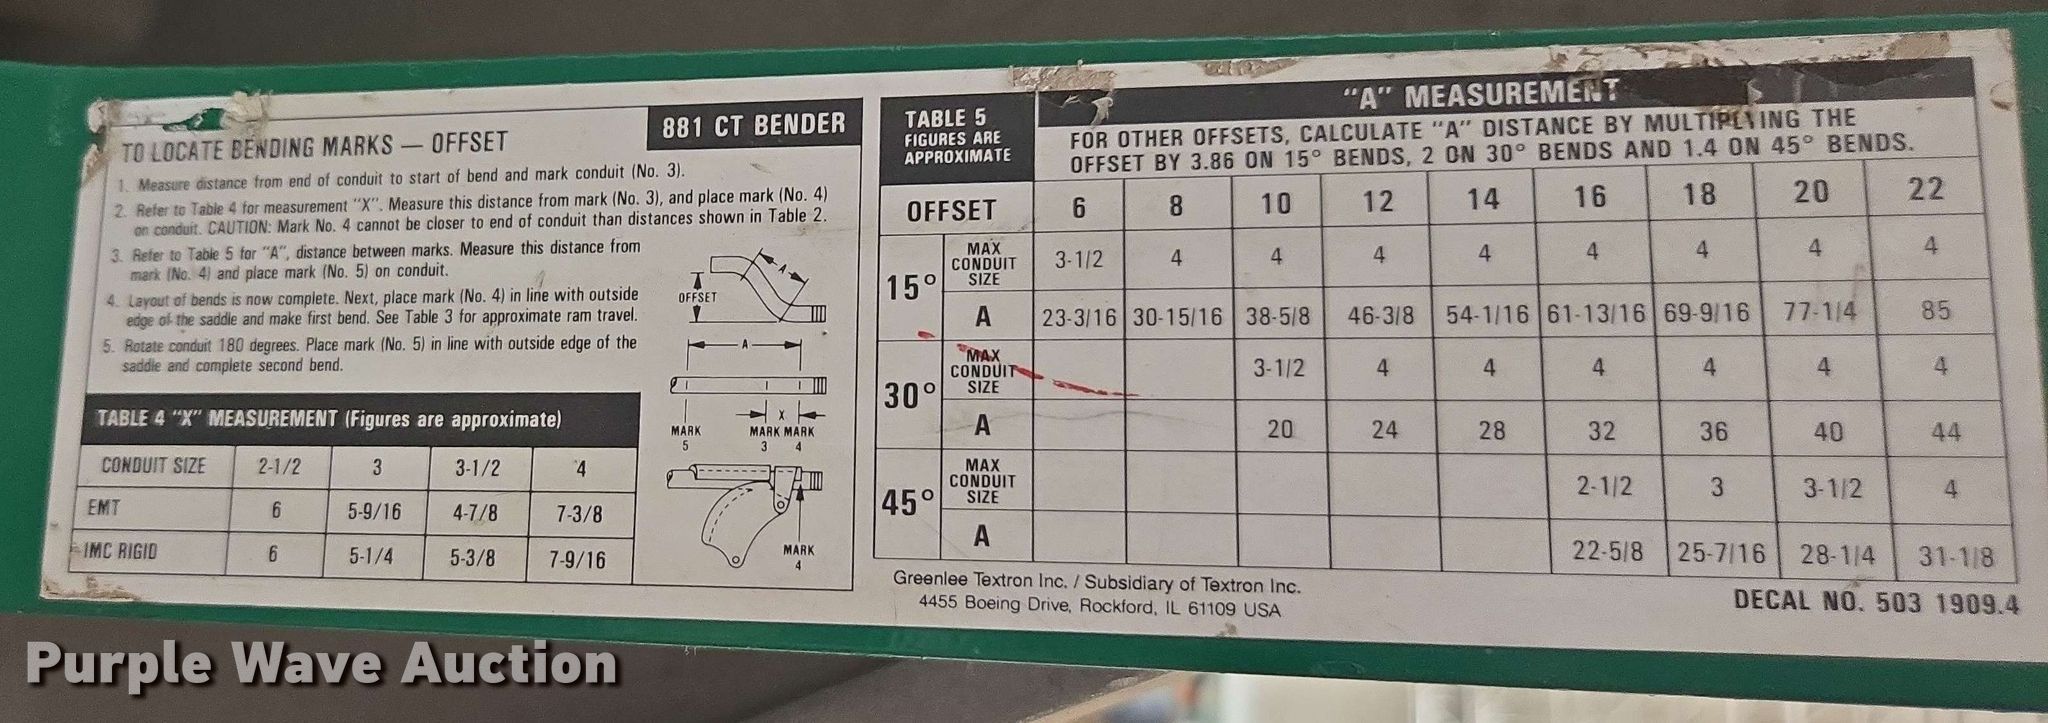 881 CT BENDER
TO LOCATE BENDING MARKS — OFFSET
1. Measure distance from end of conduit to start of bend and mark conduit (No. 3).
2. Refer to Table 4 for measurement "X". Measure this distance from mark (No. 3), and place mark (No. 4)
on conduit. CAUTION: Mark No. 4 cannot be closer to end of conduit than distances shown in Table 2.
3. Refer to Table 5 for "A", distance between marks. Measure this distance from
mark (No. 4) and place mark (No. 5) on conduit.
4. Layout of bends is now complete. Next, place mark (No. 4) in line with outside
edge of the saddle and make first bend. See Table 3 for approximate ram travel.
5. Rotate conduit 180 degrees. Place mark (No. 5) in line with outside edge of the
saddle and complete second bend.
A
OFFSET
A
X
MARK 5
MARK 3
MARK 4
MARK 4
TABLE 4 "X" MEASUREMENT (Figures are approximate)
CONDUIT SIZE 2-1/2 3 3-1/2 4
EMT 6 5-9/16 4-7/8 7-3/8
IMC RIGID 6 5-1/4 5-3/8 7-9/16
TABLE 5
FIGURES ARE
APPROXIMATE
"A" MEASUREMENT
FOR OTHER OFFSETS, CALCULATE "A" DISTANCE BY MULTIPLYING THE
OFFSET BY 3.86 ON 15° BENDS, 2 ON 30° BENDS AND 1.4 ON 45° BENDS.
OFFSET 6 8 10 12 14 16 18 20 22
15° MAX CONDUIT SIZE 3-1/2 4 4 4 4 4 4 4 4
A 23-3/16 30-15/16 38-5/8 46-3/8 54-1/16 61-13/16 69-9/16 77-1/4 85
30° MAX CONDUIT SIZE 3-1/2 4 4 4 4 4 4
A 20 24 28 32 36 40 44
45° MAX CONDUIT SIZE 2-1/2 3 3-1/2 4
A 22-5/8 25-7/16 28-1/4 31-1/8
Greenlee Textron Inc. / Subsidiary of Textron Inc.
4455 Boeing Drive, Rockford, IL 61109 USA
DECAL NO. 503 1909.4
Purple Wave Auction